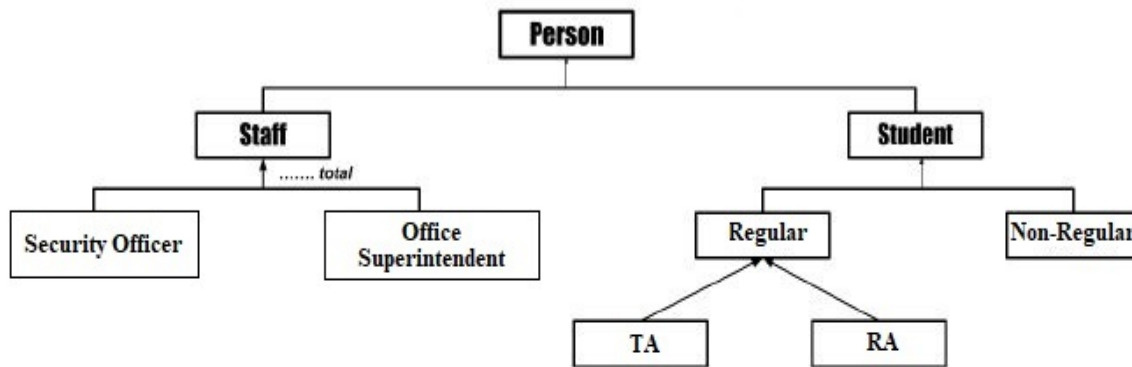 Person
Staff
Student
....... total
Security Officer
Office
Superintendent
Regular
Non-Regular
TA
RA